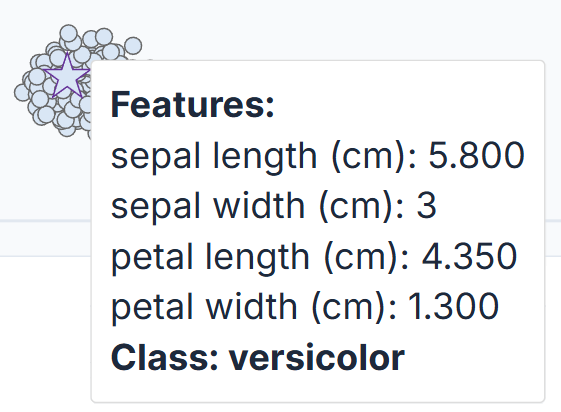 Features:
sepal length (cm): 5.800
sepal width (cm): 3
petal length (cm): 4.350
petal width (cm): 1.300
Class: versicolor